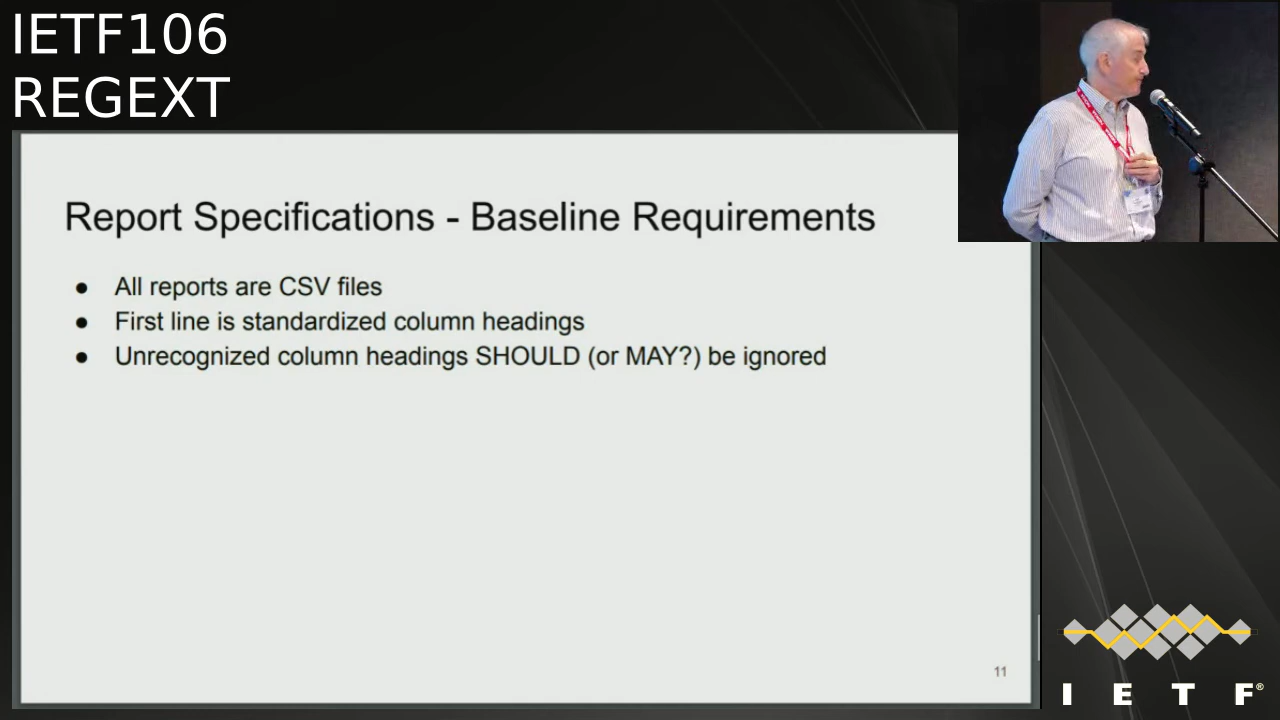 IETF106
REGEXT
Report Specifications - Baseline Requirements
● All reports are CSV files
● First line is standardized column headings
● Unrecognized column headings SHOULD (or MAY?) be ignored
11
I E T F®